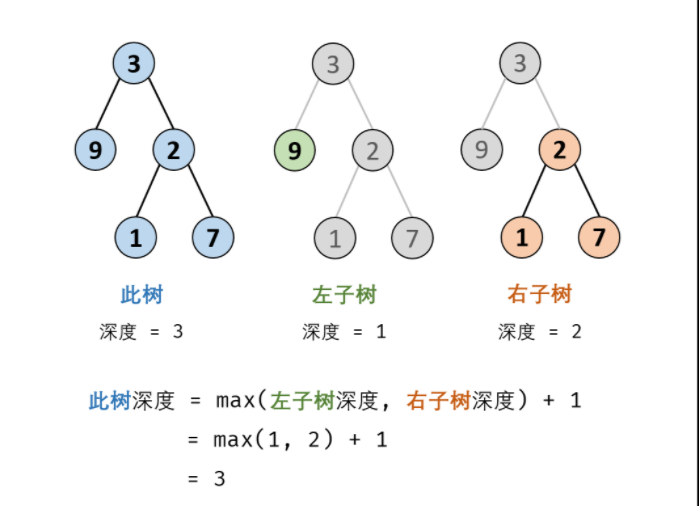 3 3 3
9 2 9 2 9 2
1 7 1 7 1 7
此树 左子树 右子树
深度 = 3 深度 = 1 深度 = 2
此树深度 = max(左子树深度, 右子树深度) + 1
= max(1, 2) + 1
= 3